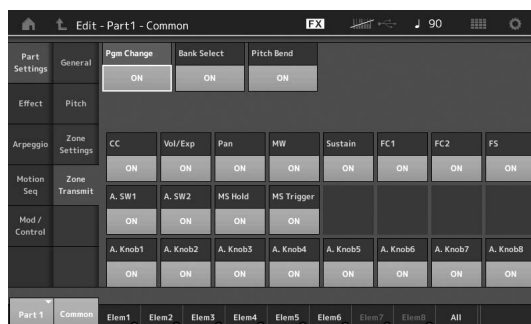 Edit - Part1 - Common FX 90
Part Settings General Pgm Change Bank Select Pitch Bend
ON ON ON
Effect Pitch
Arpeggio Zone Settings CC Vol/Exp Pan MW Sustain FC1 FC2 FS
ON ON ON ON ON ON ON ON
Motion Seq Zone Transmit A. SW1 A. SW2 MS Hold MS Trigger
ON ON ON ON
Mod / Control
A. Knob1 A. Knob2 A. Knob3 A. Knob4 A. Knob5 A. Knob6 A. Knob7 A. Knob8
ON ON ON ON ON ON ON ON
Part 1 Common Elem1 Elem2 Elem3 Elem4 Elem5 Elem6 Elem7 Elem8 All